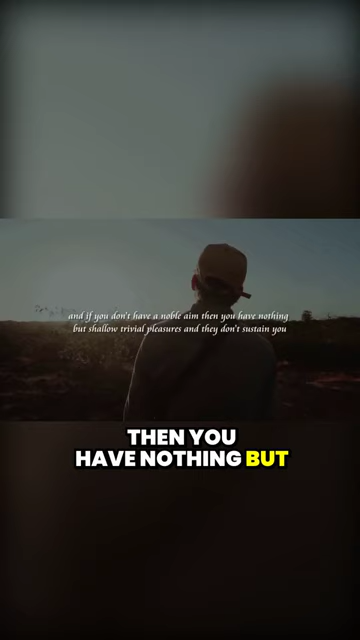 and if you don't have a noble aim then you have nothing
but shallow trivial pleasures and they don't sustain you
THEN YOU
HAVE NOTHING BUT